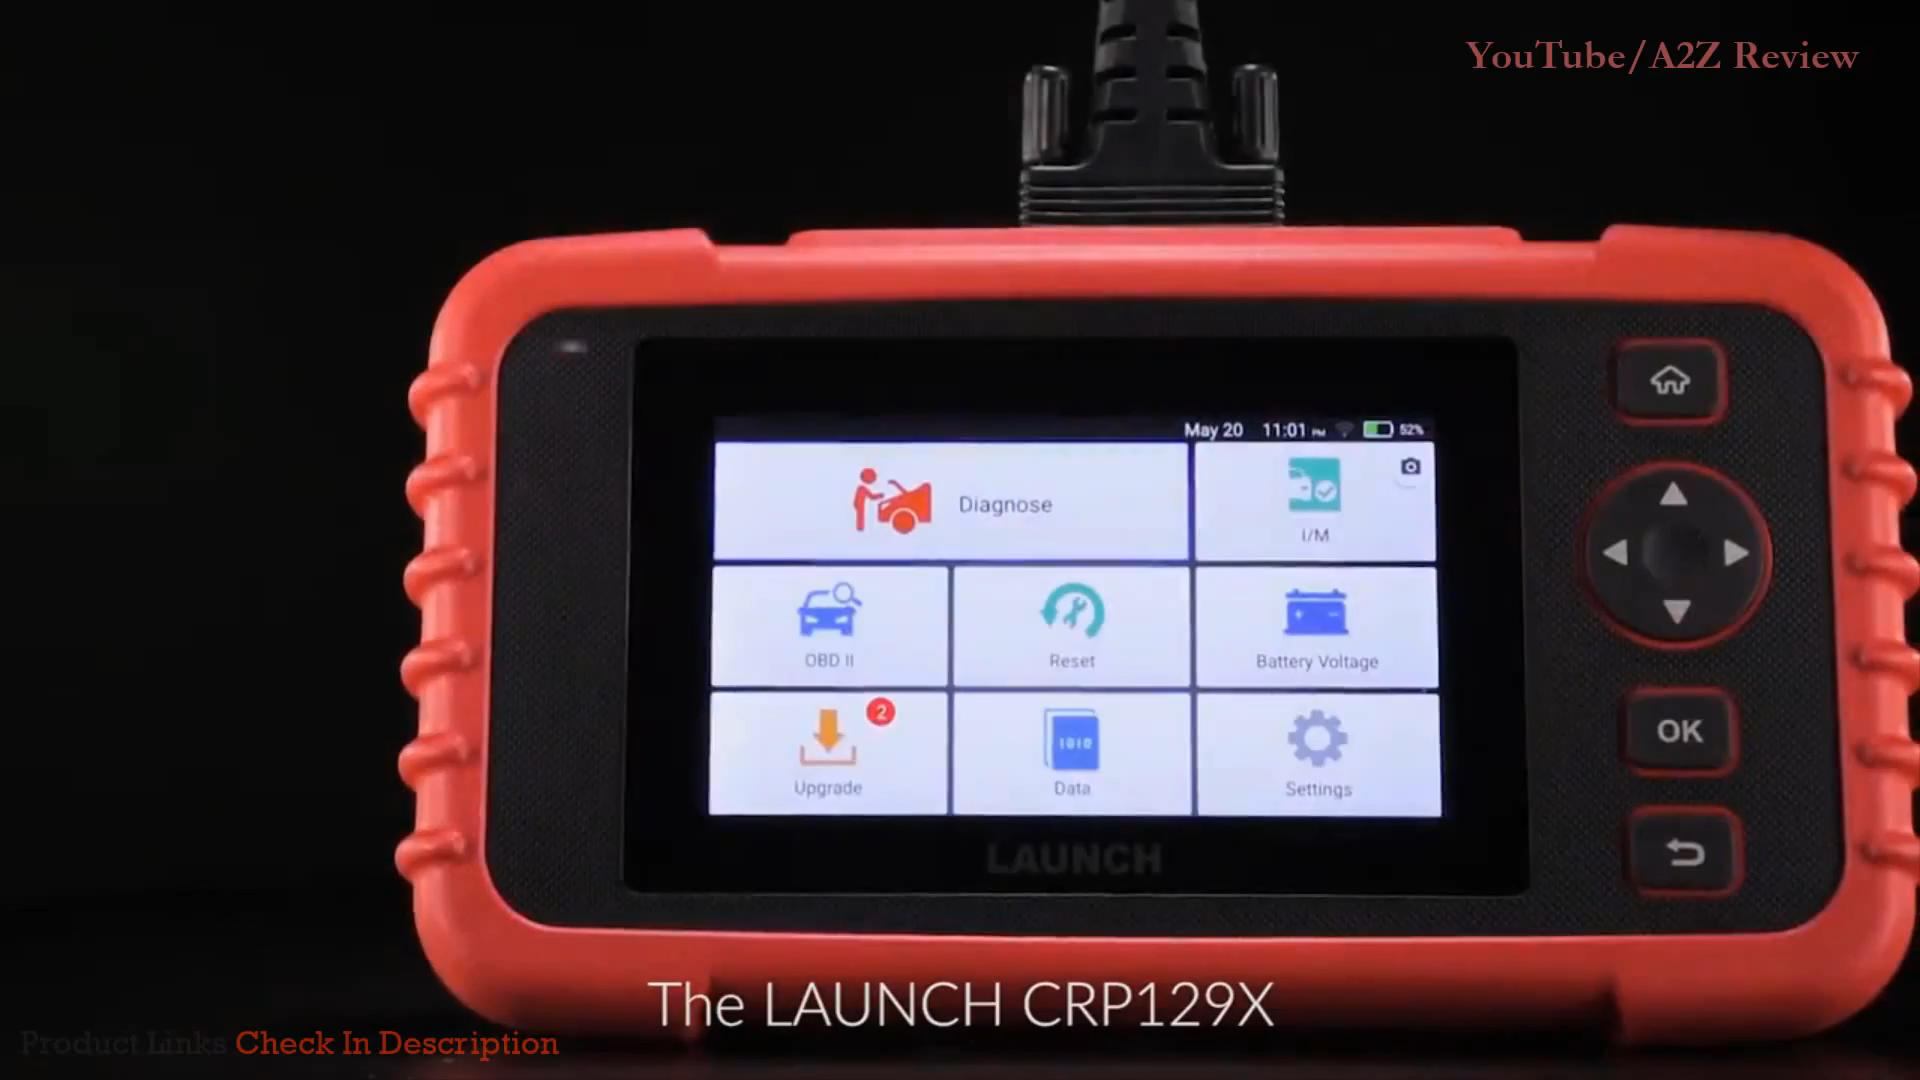 YouTube/A2Z Review
May 20 11:01 PM 52%
Diagnose
I/M
OBD II
Reset
Battery Voltage
2
Upgrade
1010
Data
Settings
OK
LAUNCH
The LAUNCH CRP129X
Product Links Check In Description